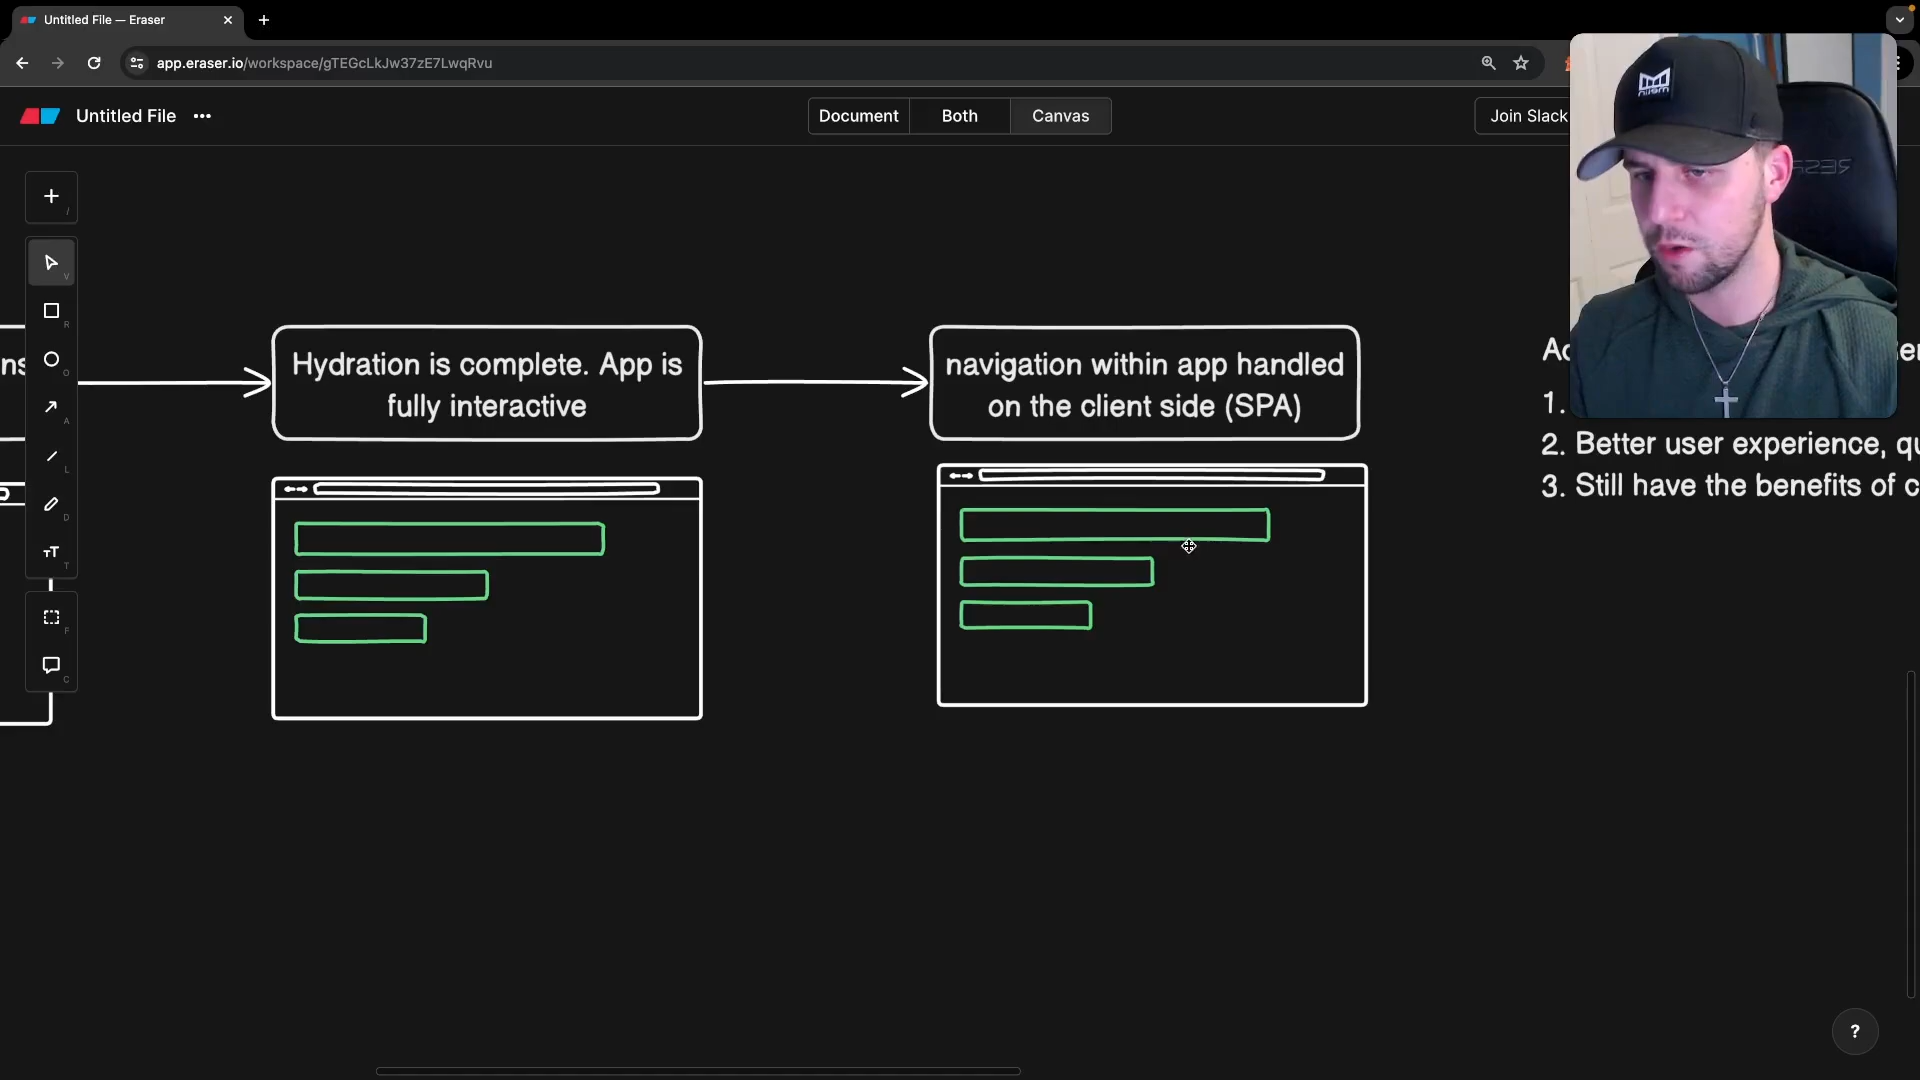 Untitled File — Eraser
app.eraser.io/workspace/gTEGcLkJw37zE7LwqRvu
Untitled File
Document
Both
Canvas
Join Slack
Hydration is complete. App is
fully interactive
navigation within app handled
on the client side (SPA)
1.
2. Better user experience,
3. Still have the benefits of
I
V
R
O
A
L
D
T
F
C
?